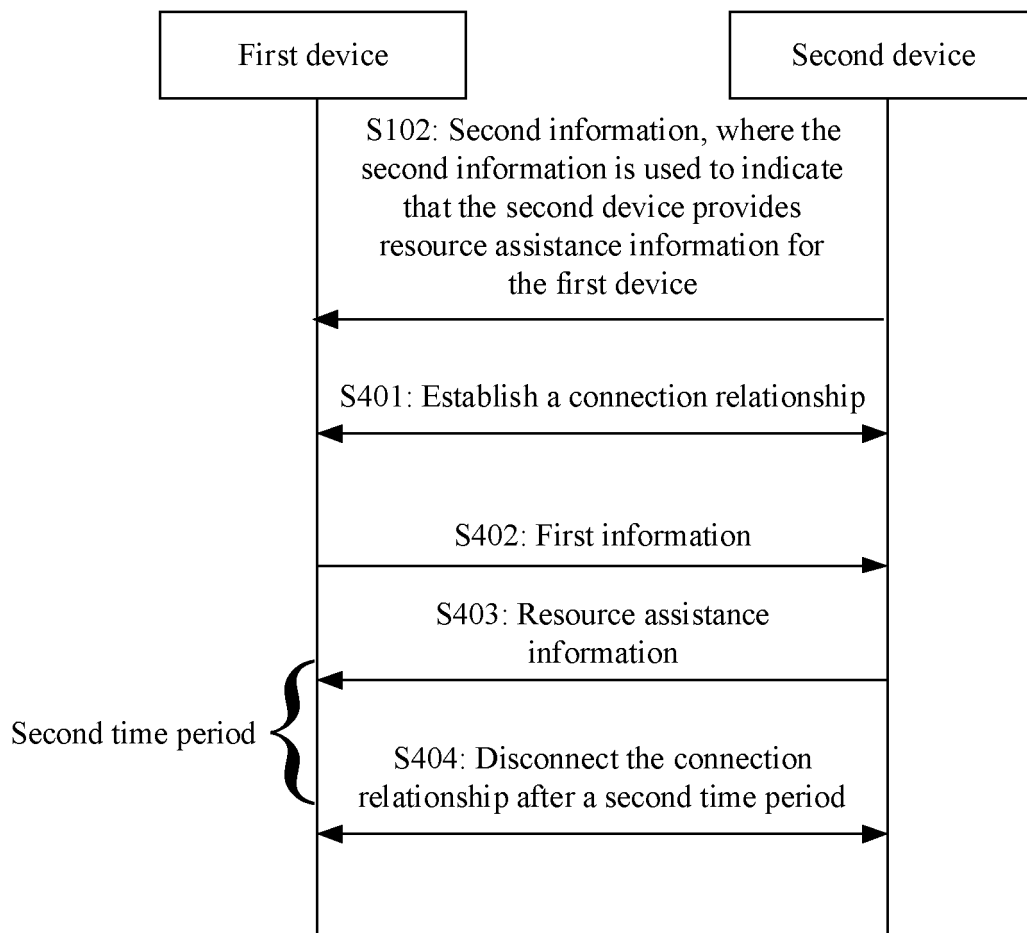 First device
Second device
S102: Second information, where the
second information is used to indicate
that the second device provides
resource assistance information for
the first device
S401: Establish a connection relationship
S402: First information
S403: Resource assistance
information
Second time period
S404: Disconnect the connection
relationship after a second time period